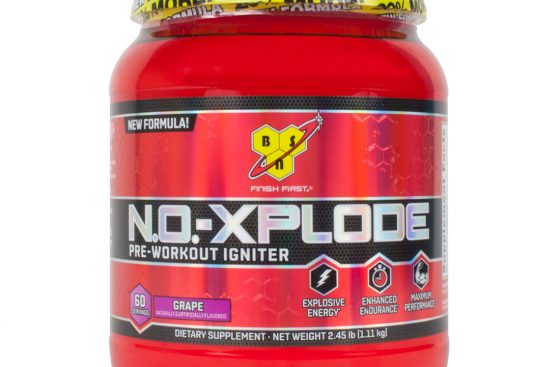 NEW FORMULA!
B S
N
FINISH FIRST.®
N.O.-XPLODE
PRE-WORKOUT IGNITER
60
SERVINGS
GRAPE
NATURALLY & ARTIFICIALLY FLAVORED
EXPLOSIVE
ENERGY*
ENHANCED
ENDURANCE*
MAXIMUM
PERFORMANCE
DIETARY SUPPLEMENT • NET WEIGHT 2.45 lb (1.11 kg)